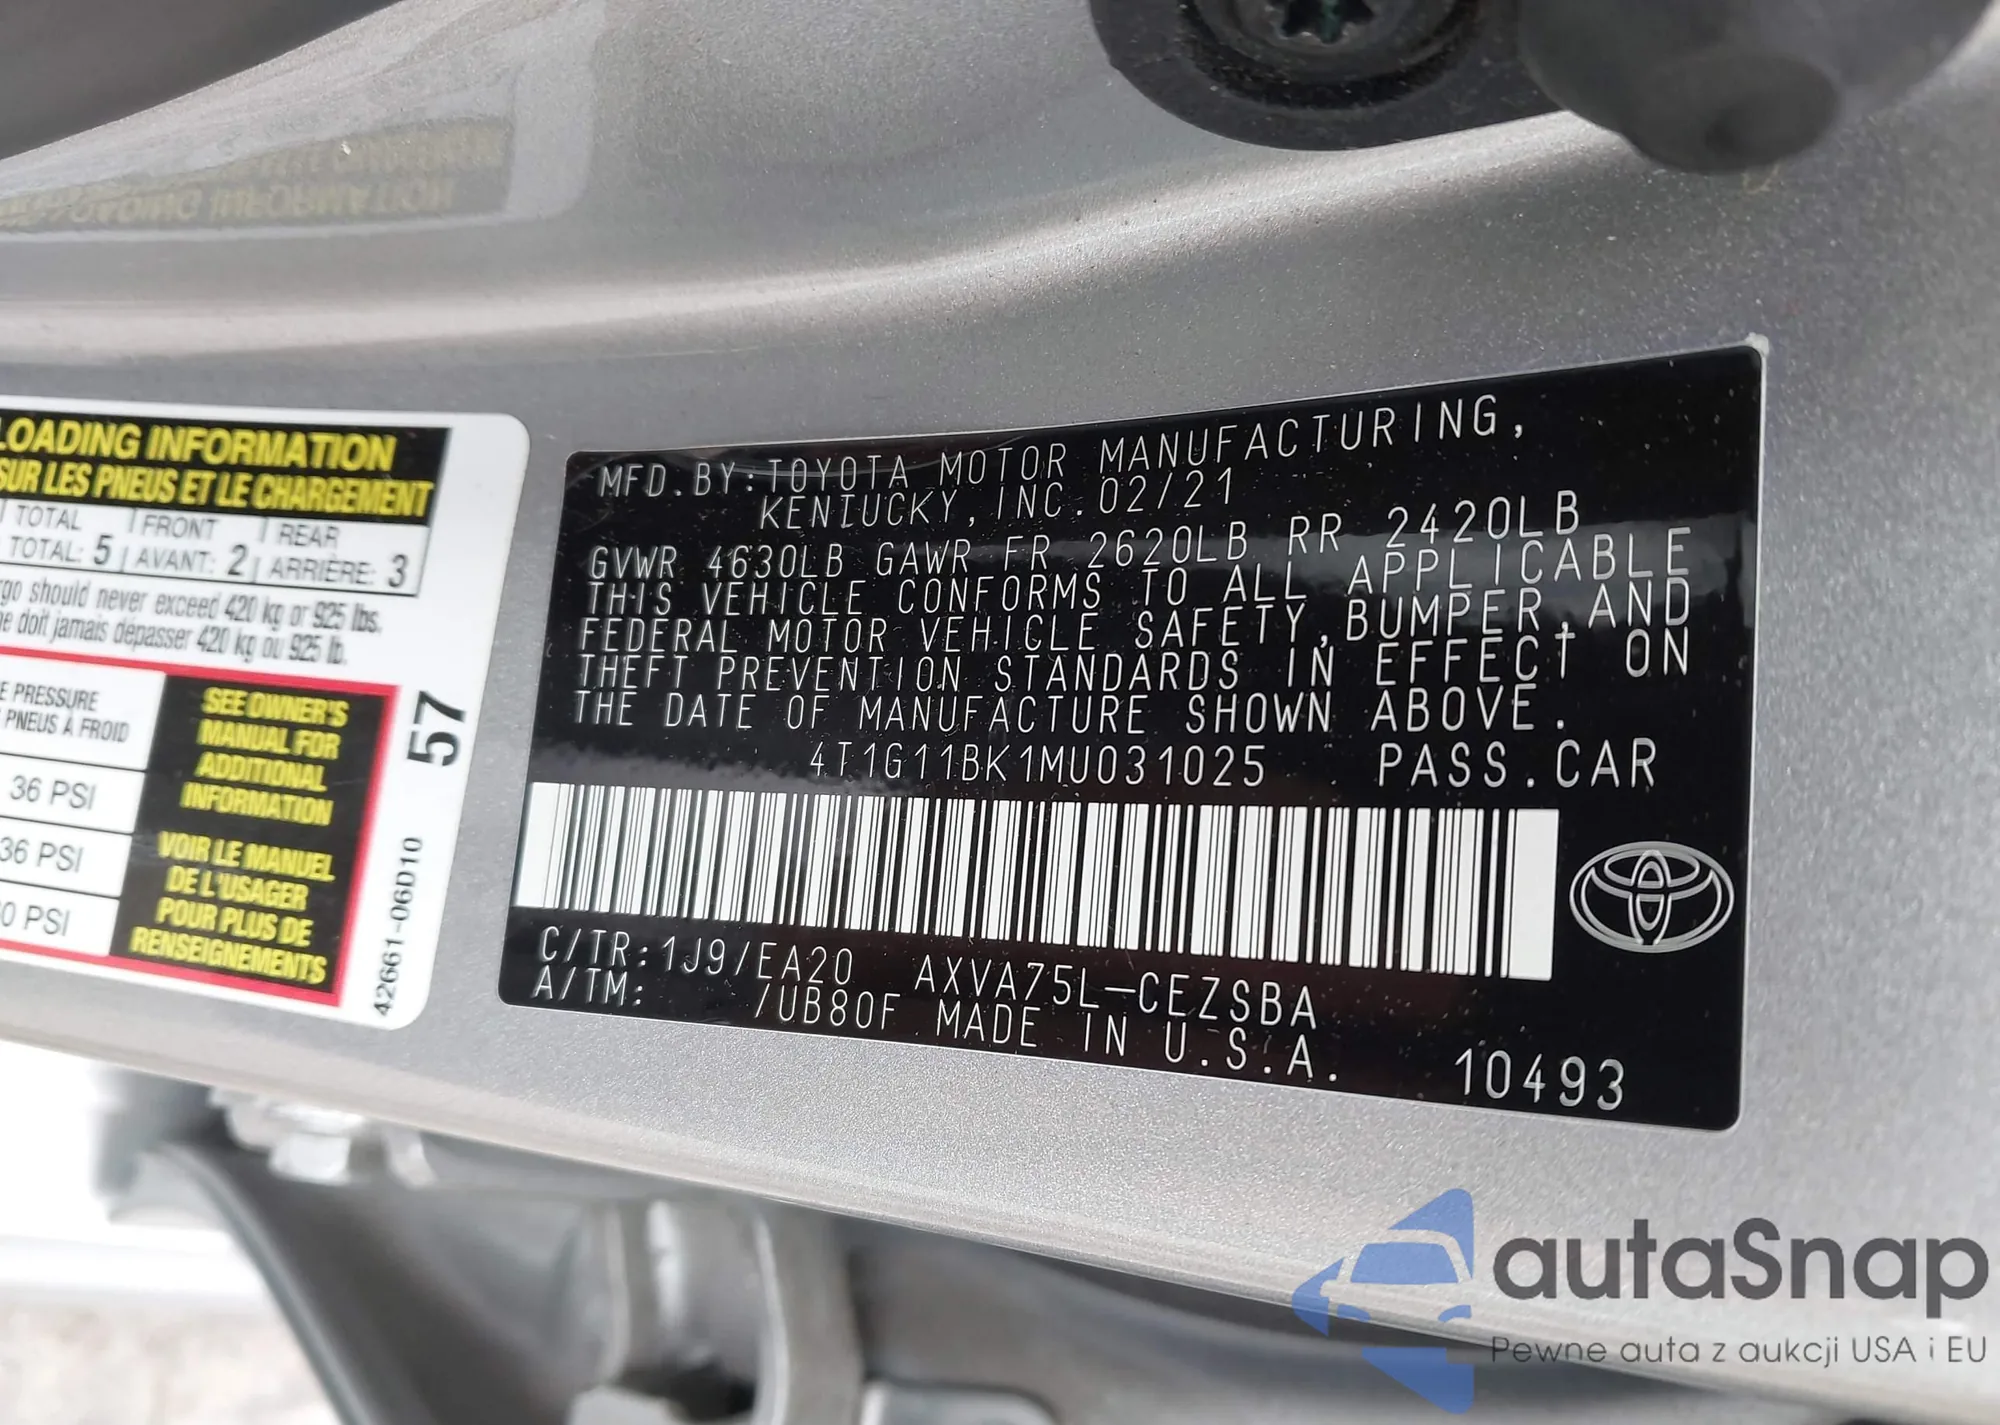 LOADING INFORMATION
SUR LES PNEUS ET LE CHARGEMENT
TOTAL FRONT REAR
TOTAL: 5 AVANT: 2 ARRIÈRE: 3
should never exceed 420 kg or 925 lbs.
doit jamais dépasser 420 kg ou 925 lb.
PRESSURE
PNEUS À FROID
36 PSI
36 PSI
PSI
SEE OWNER'S
MANUAL FOR
ADDITIONAL
INFORMATION
VOIR LE MANUEL
DE L'USAGER
POUR PLUS DE
RENSEIGNEMENTS
57
42661-06D10
MFD.BY:TOYOTA MOTOR MANUFACTURING,
KENTUCKY, INC. 02/21
GVWR 4630LB GAWR FR 2620LB RR 2420LB
THIS VEHICLE CONFORMS TO ALL APPLICABLE
FEDERAL MOTOR VEHICLE SAFETY, BUMPER, AND
THEFT PREVENTION STANDARDS IN EFFECT ON
THE DATE OF MANUFACTURE SHOWN ABOVE.
4T1G11BK1MU031025 PASS.CAR
C/TR:1J9/EA20 AXVA75L-CEZSBA
A/TM: /UB80F MADE IN U.S.A.
10493
autaSnap
Pewne auta z aukcji USA i EU